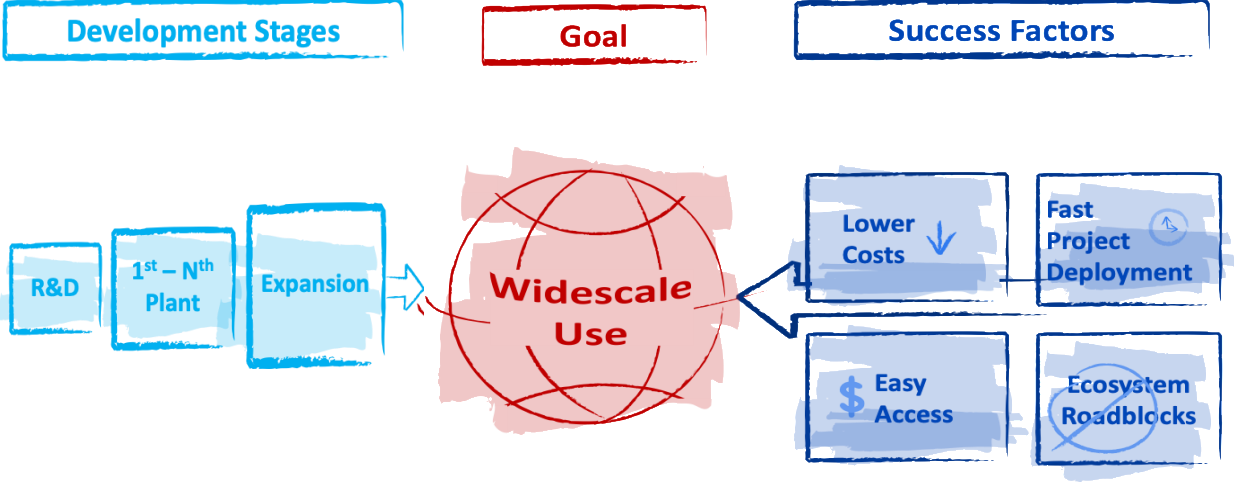 Development Stages
Goal
Success Factors
R&D
1st – Nth
Plant
Expansion
Widescale
Use
Lower
Costs
Fast
Project
Deployment
$ Easy
Access
Ecosystem
Roadblocks